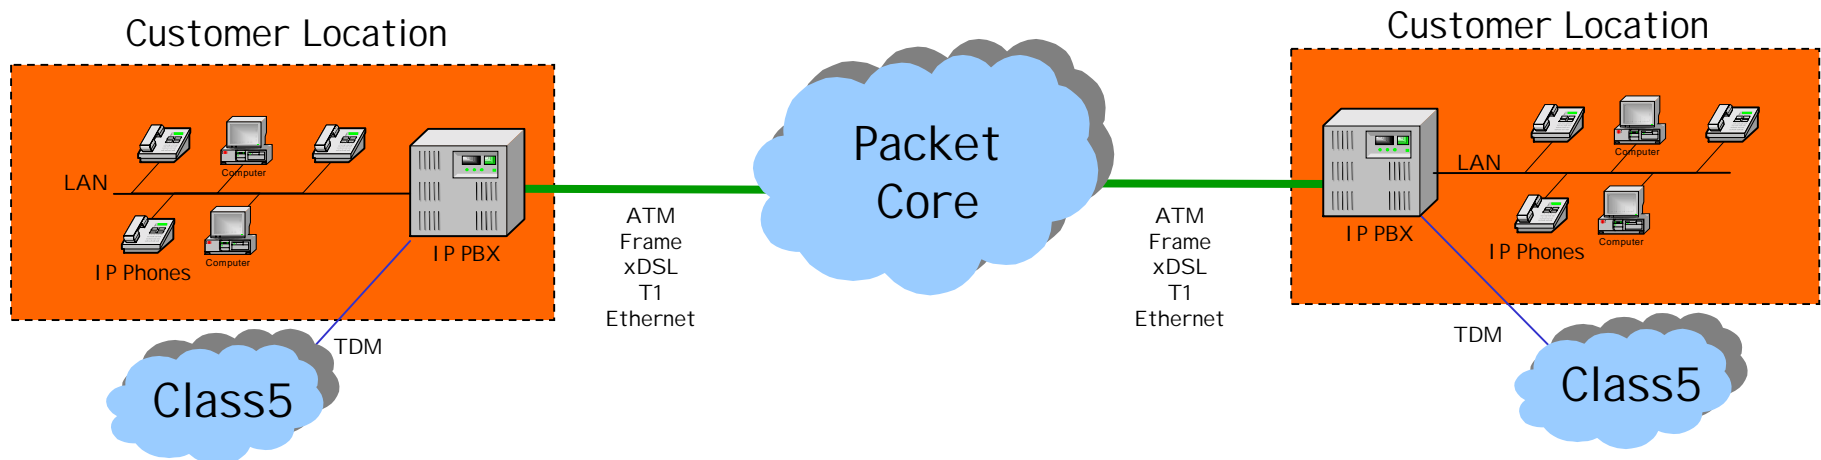 Customer Location
LAN
Computer
IP Phones
Computer
IP PBX
TDM
Class5
ATM
Frame
xDSL
T1
Ethernet
Packet
Core
ATM
Frame
xDSL
T1
Ethernet
Customer Location
IP PBX
LAN
Computer
IP Phones
Computer
TDM
Class5